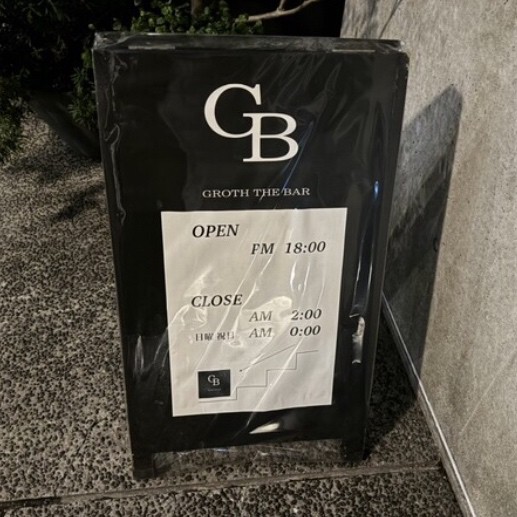 GB
GROTH THE BAR
OPEN
PM 18:00
CLOSE
AM 2:00
日曜 祝日 AM 0:00
GB